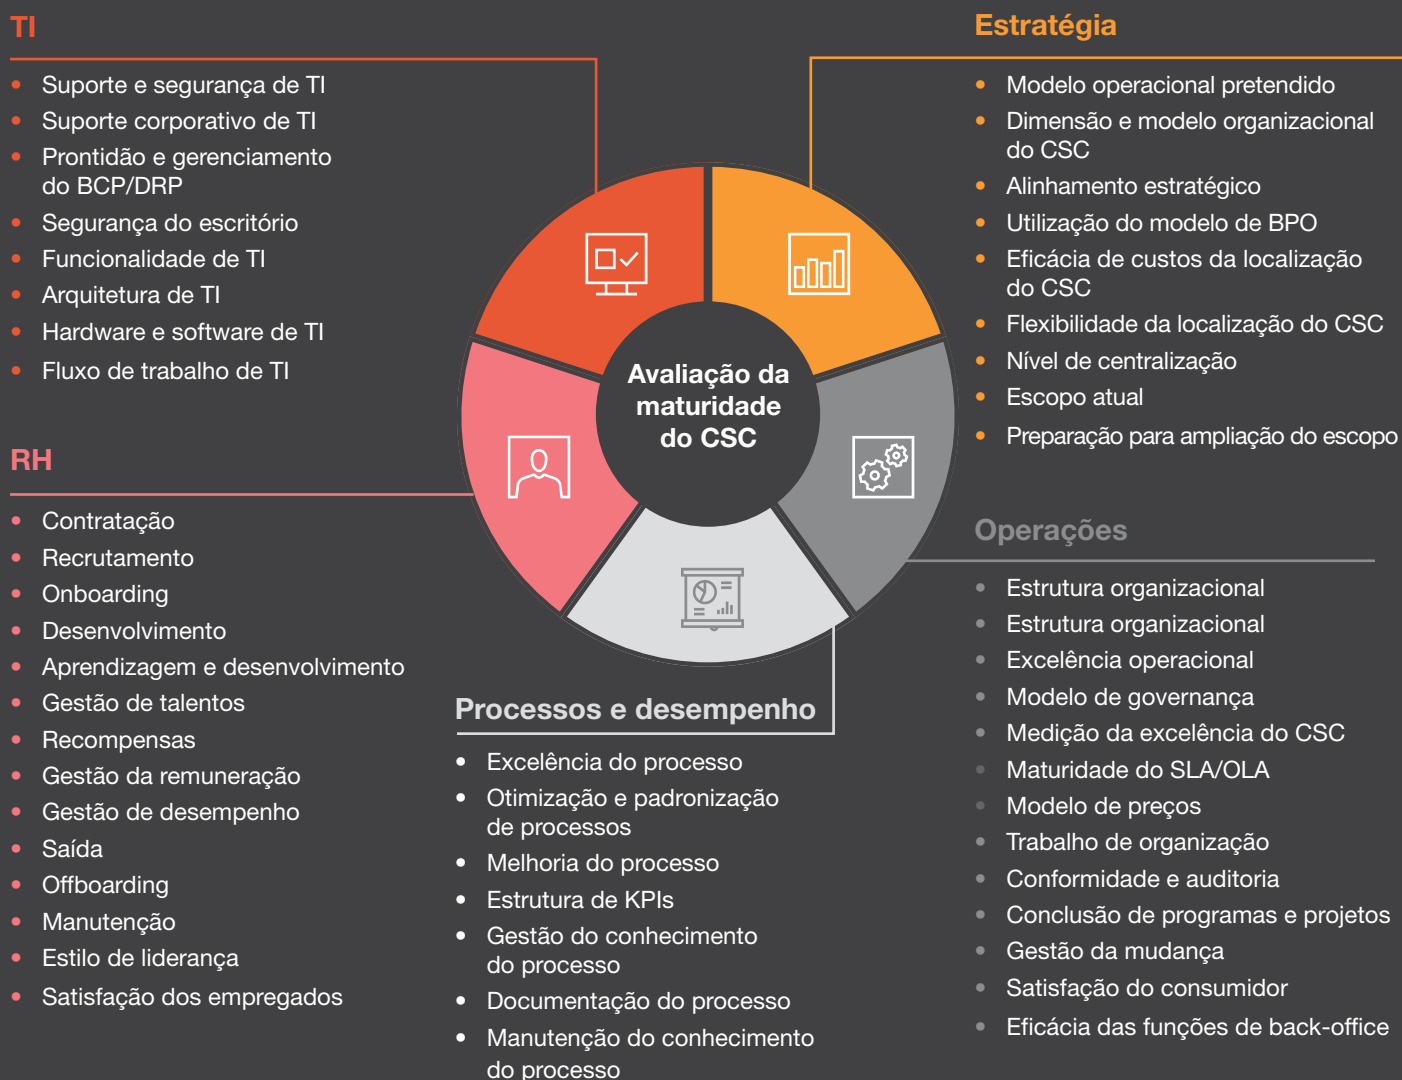 TI
Suporte e segurança de TI
Suporte corporativo de TI
Prontidão e gerenciamento
do BCP/DRP
Segurança do escritório
Funcionalidade de TI
Arquitetura de TI
Hardware e software de TI
Fluxo de trabalho de TI
RH
Contratação
Recrutamento
Onboarding
Desenvolvimento
Aprendizagem e desenvolvimento
Gestão de talentos
Recompensas
Gestão da remuneração
Gestão de desempenho
Saída
Offboarding
Manutenção
Estilo de liderança
Satisfação dos empregados
Avaliação da
maturidade
do CSC
Processos e desempenho
Excelência do processo
Otimização e padronização
de processos
Melhoria do processo
Estrutura de KPIs
Gestão do conhecimento
do processo
Documentação do processo
Manutenção do conhecimento
do processo
Estratégia
Modelo operacional pretendido
Dimensão e modelo organizacional
do CSC
Alinhamento estratégico
Utilização do modelo de BPO
Eficácia de custos da localização
do CSC
Flexibilidade da localização do CSC
Nível de centralização
Escopo atual
Preparação para ampliação do escopo
Operações
Estrutura organizacional
Estrutura organizacional
Excelência operacional
Modelo de governança
Medição da excelência do CSC
Maturidade do SLA/OLA
Modelo de preços
Trabalho de organização
Conformidade e auditoria
Conclusão de programas e projetos
Gestão da mudança
Satisfação do consumidor
Eficácia das funções de back-office